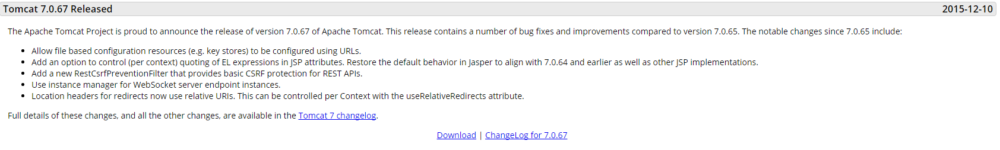 Tomcat 7.0.67 Released 2015-12-10
The Apache Tomcat Project is proud to announce the release of version 7.0.67 of Apache Tomcat. This release contains a number of bug fixes and improvements compared to version 7.0.65. The notable changes since 7.0.65 include:
• Allow file based configuration resources (e.g. key stores) to be configured using URLs.
• Add an option to control (per context) quoting of EL expressions in JSP attributes. Restore the default behavior in Jasper to align with 7.0.64 and earlier as well as other JSP implementations.
• Add a new RestCsrfPreventionFilter that provides basic CSRF protection for REST APIs.
• Use instance manager for WebSocket server endpoint instances.
• Location headers for redirects now use relative URIs. This can be controlled per Context with the useRelativeRedirects attribute.
Full details of these changes, and all the other changes, are available in the Tomcat 7 changelog.
Download | ChangeLog for 7.0.67